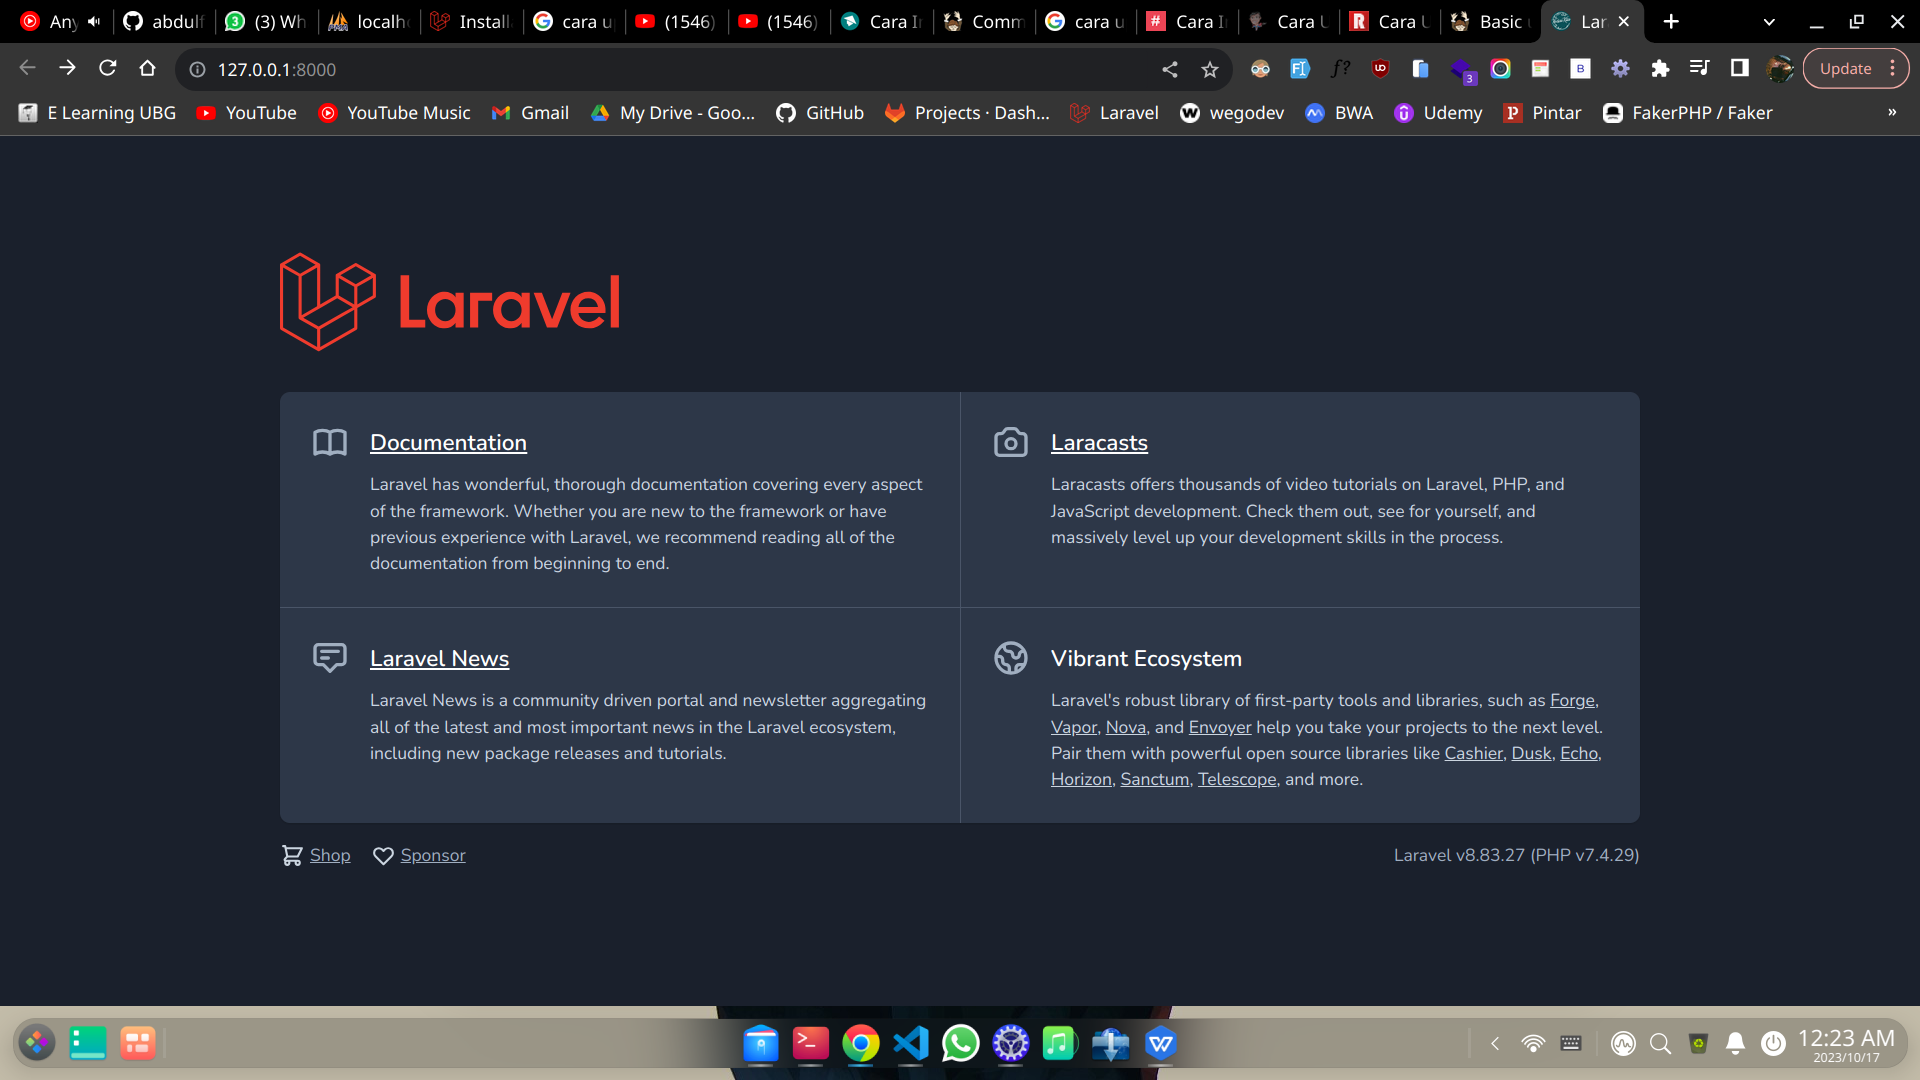 Any
abdulf
(3) Wh
localh
Install
cara u
(1546)
(1546)
Cara I
Comm
cara u
Cara I
Cara U
Cara U
Basic
Lar
127.0.0.1:8000
3
Update
E Learning UBG
YouTube
YouTube Music
Gmail
My Drive - Goo...
GitHub
Projects · Dash...
Laravel
wegodev
BWA
Udemy
Pintar
FakerPHP / Faker
»
Laravel
Documentation
Laravel has wonderful, thorough documentation covering every aspect
of the framework. Whether you are new to the framework or have
previous experience with Laravel, we recommend reading all of the
documentation from beginning to end.
Laracasts
Laracasts offers thousands of video tutorials on Laravel, PHP, and
JavaScript development. Check them out, see for yourself, and
massively level up your development skills in the process.
Laravel News
Laravel News is a community driven portal and newsletter aggregating
all of the latest and most important news in the Laravel ecosystem,
including new package releases and tutorials.
Vibrant Ecosystem
Laravel's robust library of first-party tools and libraries, such as Forge,
Vapor, Nova, and Envoyer help you take your projects to the next level.
Pair them with powerful open source libraries like Cashier, Dusk, Echo,
Horizon, Sanctum, Telescope, and more.
Shop
Sponsor
Laravel v8.83.27 (PHP v7.4.29)
12:23 AM
2023/10/17